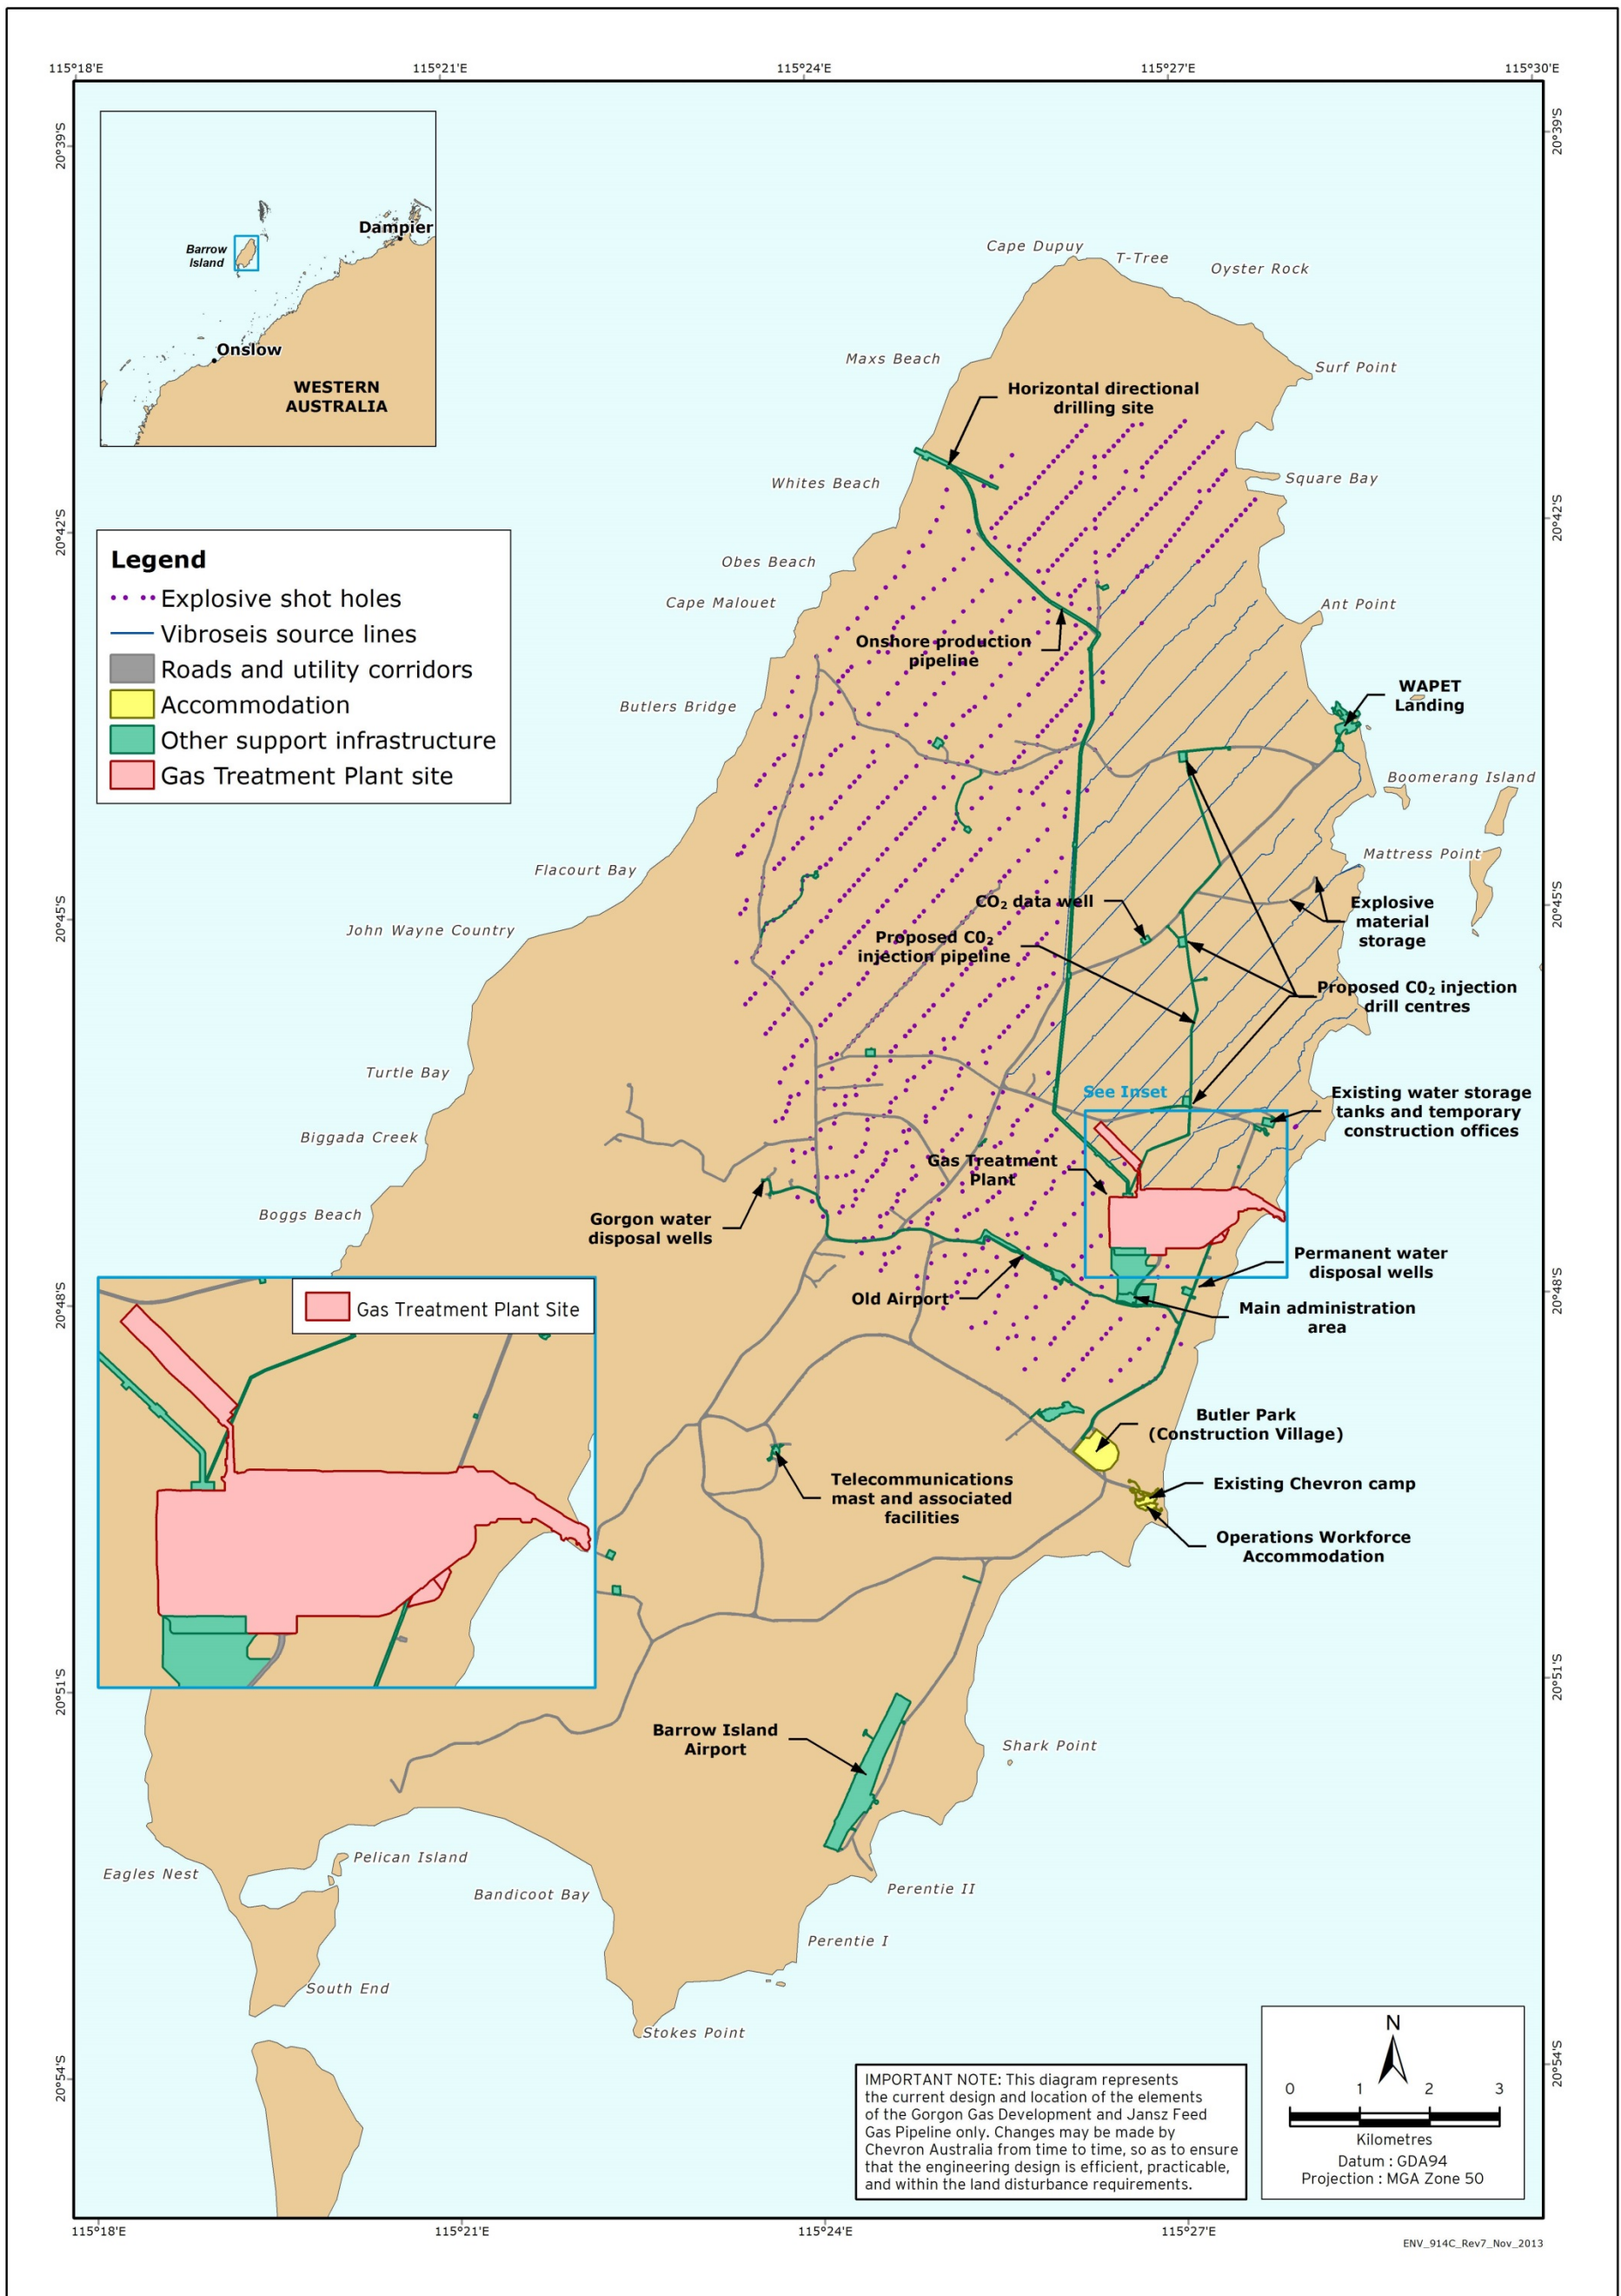 115°18'E
115°21'E
115°24'E
115°27'E
115°30'E
20°39'S
20°39'S
Dampier
Barrow
Island
Onslow
WESTERN
AUSTRALIA
Cape Dupuy
T-Tree
Oyster Rock
Maxs Beach
Surf Point
Horizontal directional
drilling site
Whites Beach
Square Bay
20°42'S
20°42'S
Legend
Explosive shot holes
Vibroseis source lines
Roads and utility corridors
Accommodation
Other support infrastructure
Gas Treatment Plant site
Obes Beach
Cape Malouet
Ant Point
Onshore production
pipeline
WAPET
Landing
Butlers Bridge
Boomerang Island
Mattress Point
Flacourt Bay
20°45'S
20°45'S
CO₂ data well
Explosive
material
storage
John Wayne Country
Proposed C0₂
injection pipeline
Proposed C0₂ injection
drill centres
Turtle Bay
See Inset
Existing water storage
tanks and temporary
construction offices
Biggada Creek
Gas Treatment
Plant
Boggs Beach
Gorgon water
disposal wells
Permanent water
disposal wells
20°48'S
20°48'S
Old Airport
Main administration
area
Gas Treatment Plant Site
Butler Park
(Construction Village)
Telecommunications
mast and associated
facilities
Existing Chevron camp
Operations Workforce
Accommodation
20°51'S
20°51'S
Barrow Island
Airport
Shark Point
Eagles Nest
Pelican Island
Bandicoot Bay
Perentie II
Perentie I
South End
Stokes Point
20°54'S
20°54'S
IMPORTANT NOTE: This diagram represents
the current design and location of the elements
of the Gorgon Gas Development and Jansz Feed
Gas Pipeline only. Changes may be made by
Chevron Australia from time to time, so as to ensure
that the engineering design is efficient, practicable,
and within the land disturbance requirements.
N
0 1 2 3
Kilometres
Datum : GDA94
Projection : MGA Zone 50
115°18'E
115°21'E
115°24'E
115°27'E
ENV_914C_Rev7_Nov_2013